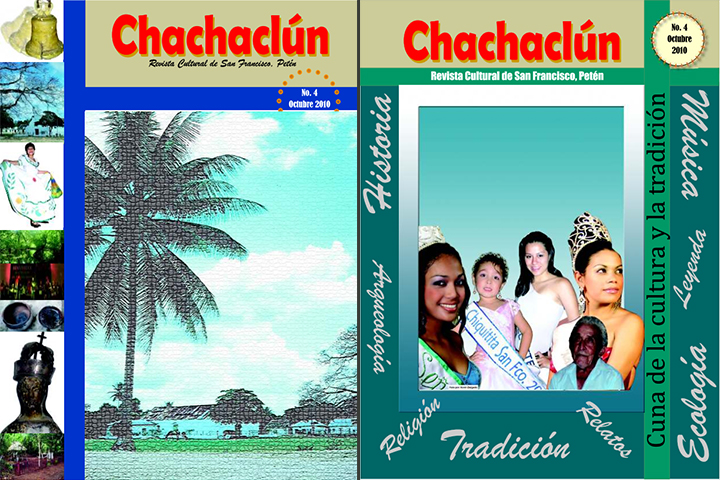 Chachaclún
Revista Cultural de San Francisco, Petén
No. 4
Octubre 2010
Chachaclún
Revista Cultural de San Francisco, Petén
No. 4
Octubre
2010
Historia
Arqueología
Religión
Tradición
Relatos
Chiquitita San Fco. 2
Cuna de la cultura y la tradición
Música
Leyenda
Ecología